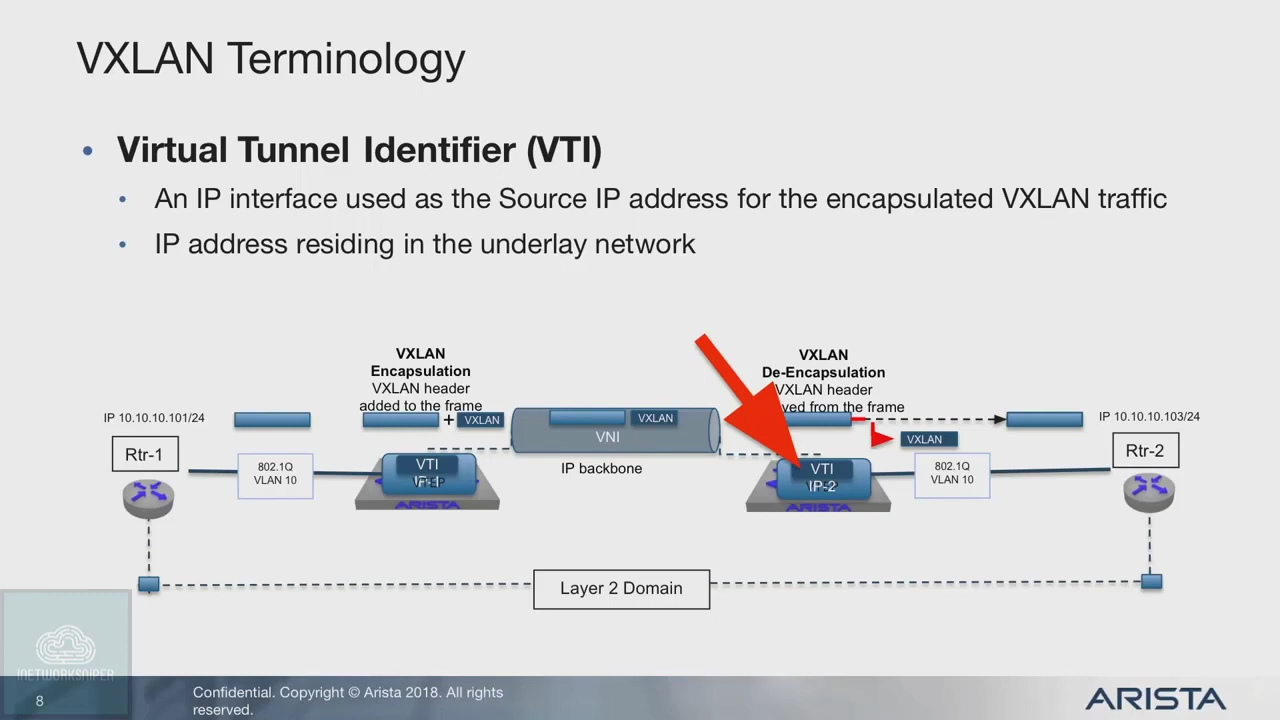 VXLAN Terminology
• Virtual Tunnel Identifier (VTI)
• An IP interface used as the Source IP address for the encapsulated VXLAN traffic
• IP address residing in the underlay network
VXLAN
Encapsulation
VXLAN header
added to the frame
VXLAN
De-Encapsulation
VXLAN header
from the frame
IP 10.10.10.101/24
+
VXLAN
VXLAN
VNI
IP backbone
VXLAN
IP 10.10.10.103/24
Rtr-1
802.1Q
VLAN 10
VTI
IP-1
ARISTA
VTI
IP-2
ARISTA
802.1Q
VLAN 10
Rtr-2
Layer 2 Domain
INETWORKSNIPER
8
Confidential. Copyright © Arista 2018. All rights
reserved.
ARISTA